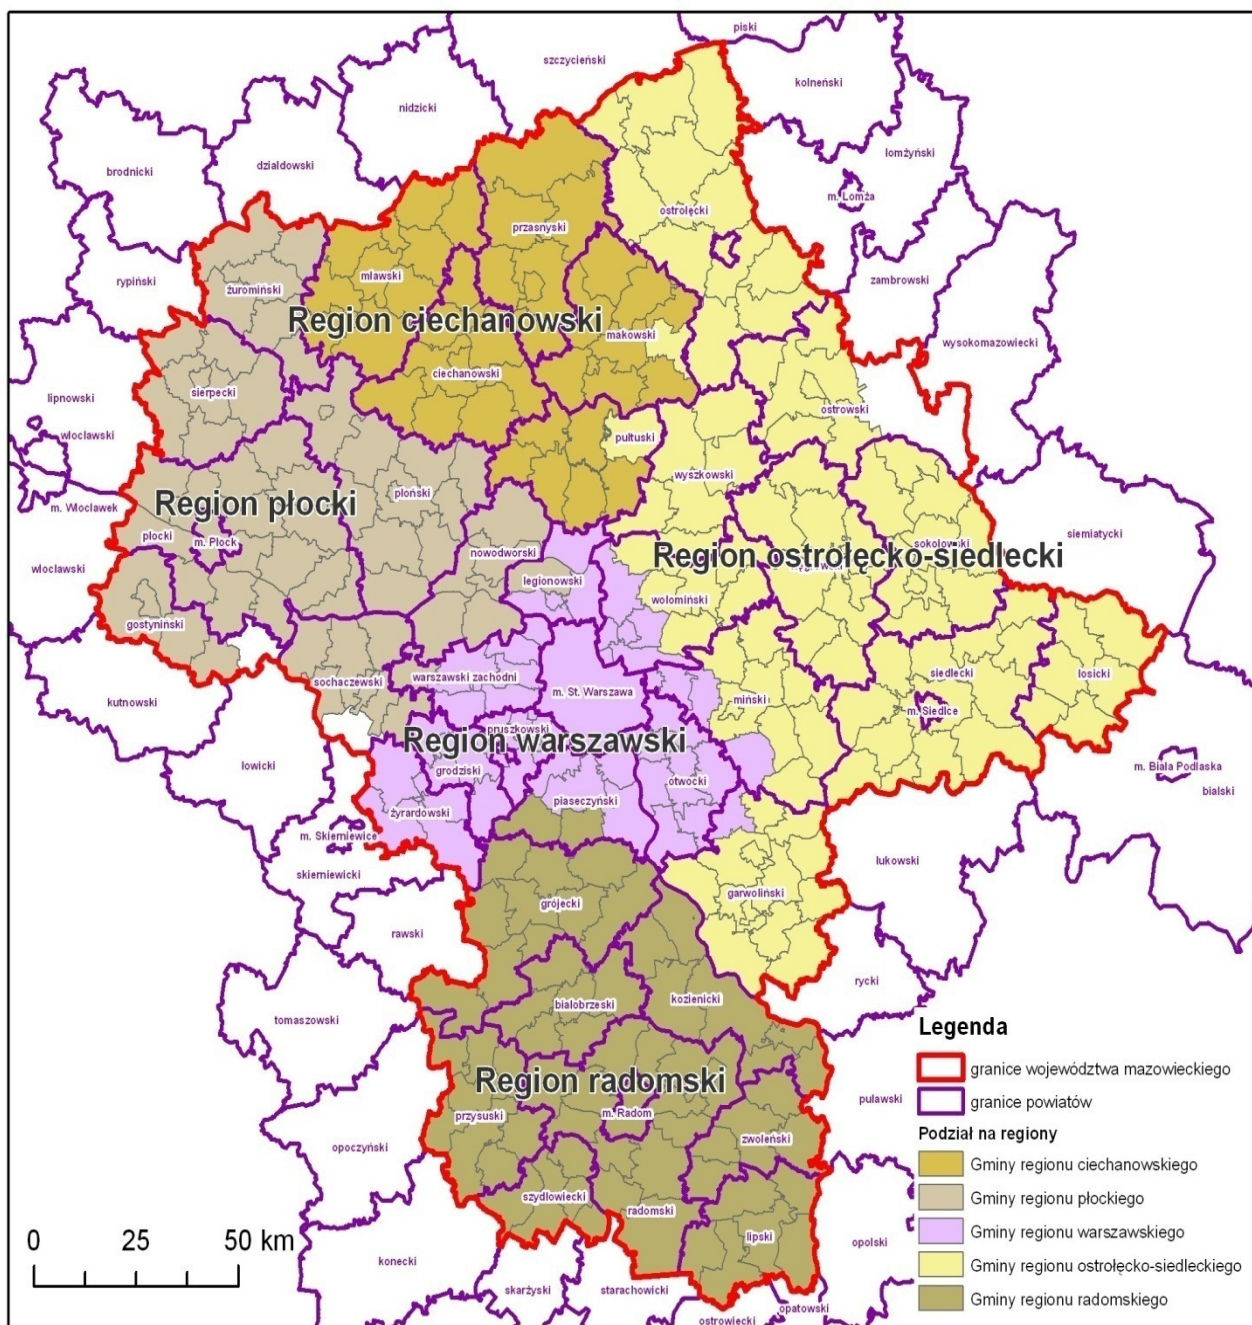 piski
szczycieński
kolneński
nidzicki
łomżyński
brodnicki
działdowski
m. Łomża
ostrołęcki
przasnyski
rypiński
mławski
żuromiński
zambrowski
Region ciechanowski
makowski
wysokomazowiecki
ciechanowski
sierpecki
lipnowski
ostrowski
włocławski
pułtuski
wyszkowski
płoński
Region płocki
m. Włocławek
płocki
m. Płock
nowodworski
Region ostrołęcko-siedlecki
sokołowski
siemiatycki
włocławski
legionowski
wołomiński
gostyniński
sochaczewski
warszawski zachodni
siedlecki
łosicki
kutnowski
m. St. Warszawa
miński
m. Siedlce
pruszkowski
Region warszawski
łowicki
grodziski
otwocki
m. Biała Podlaska
bialski
żyrardowski
piaseczyński
m. Skierniewice
skierniewicki
łukowski
grójecki
garwoliński
rawski
rycki
białobrzeski
kozienicki
tomaszowski
Legenda
granice województwa mazowieckiego
Region radomski
granice powiatów
puławski
przysuski
m. Radom
zwoleński
Podział na regiony
opoczyński
Gminy regionu ciechanowskiego
szydłowiecki
radomski
Gminy regionu płockiego
lipski
Gminy regionu warszawskiego
0 25 50 km
konecki
opolski
Gminy regionu ostrołęcko-siedleckiego
skarżyski
starachowicki
Gminy regionu radomskiego
opatowski
ostrowiecki